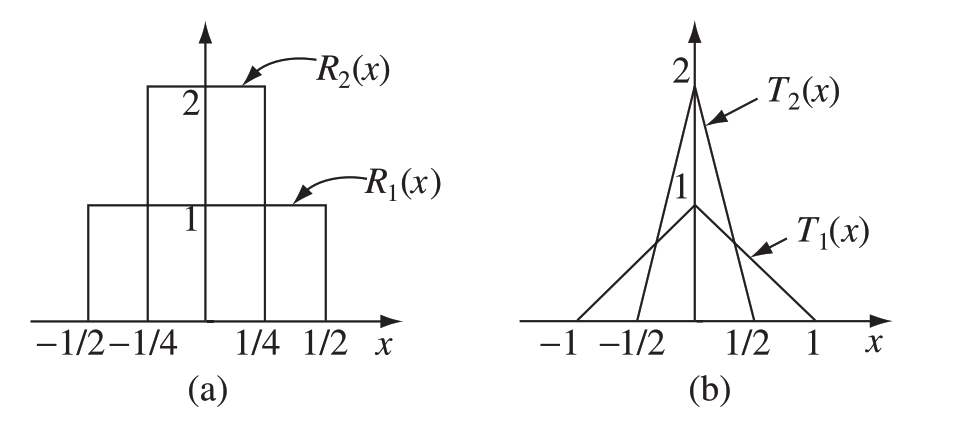 R₂(x)
2
R₁(x)
1
−1/2 −1/4 1/4 1/2 x
(a)
2
T₂(x)
1
T₁(x)
−1 −1/2 1/2 1 x
(b)